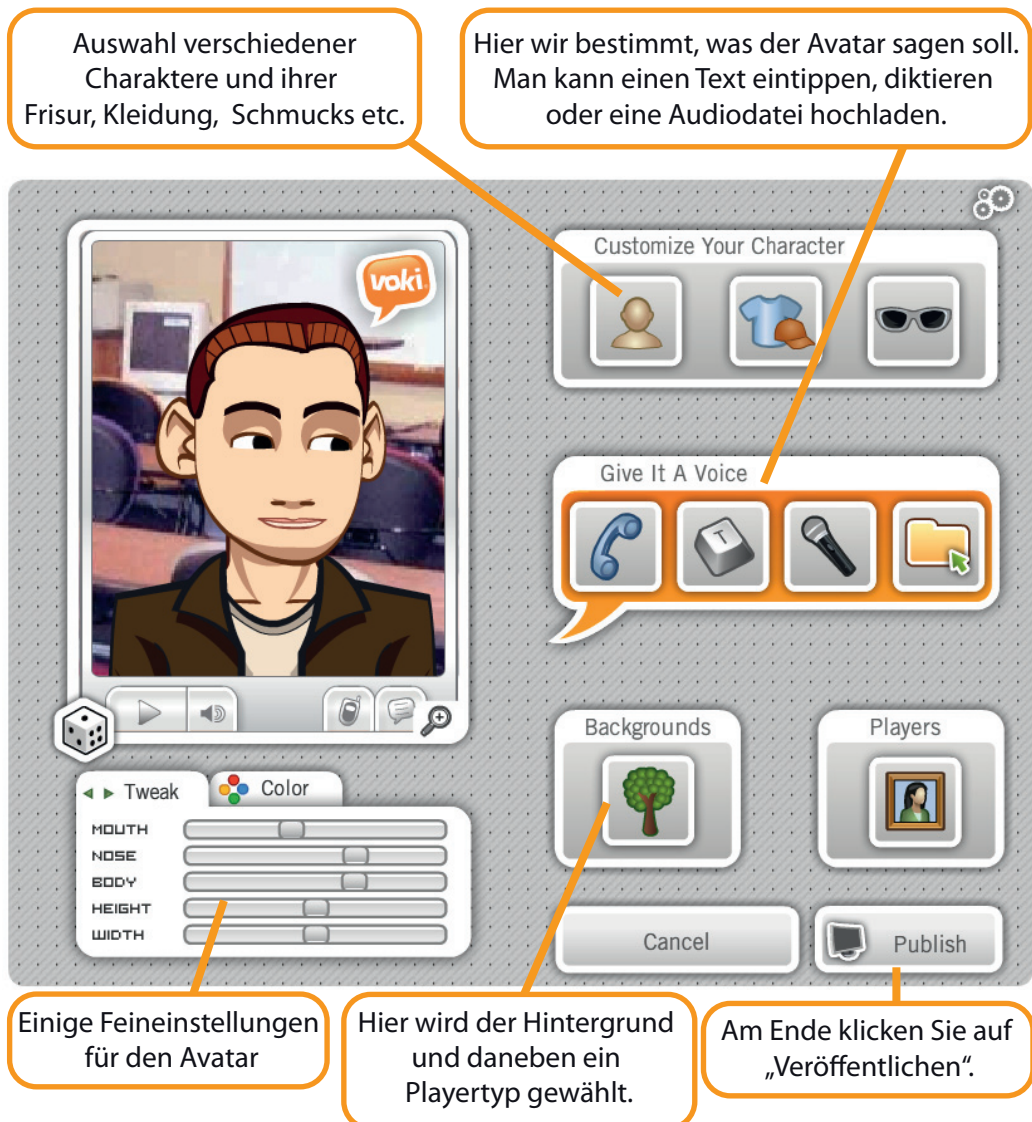 Auswahl verschiedener
Charaktere und ihrer
Frisur, Kleidung, Schmucks etc.
Hier wir bestimmt, was der Avatar sagen soll.
Man kann einen Text eintippen, diktieren
oder eine Audiodatei hochladen.
voki
Customize Your Character
Give It A Voice
T
Backgrounds
Players
Tweak
Color
MOUTH
NOSE
BODY
HEIGHT
WIDTH
Cancel
Publish
Einige Feineinstellungen
für den Avatar
Hier wird der Hintergrund
und daneben ein
Playertyp gewählt.
Am Ende klicken Sie auf
„Veröffentlichen“.